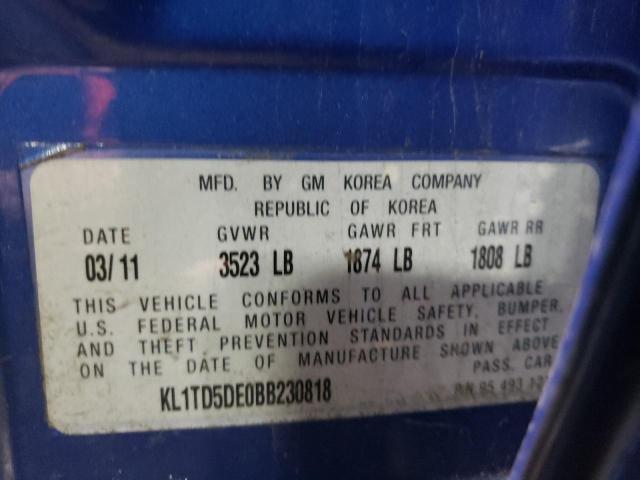 MFD. BY GM KOREA COMPANY
REPUBLIC OF KOREA
DATE GVWR GAWR FRT GAWR RR
03/11 3523 LB 1874 LB 1808 LB
THIS VEHICLE CONFORMS TO ALL APPLICABLE
U.S. FEDERAL MOTOR VEHICLE SAFETY, BUMPER,
AND THEFT PREVENTION STANDARDS IN EFFECT
ON THE DATE OF MANUFACTURE SHOWN ABOVE
PASS. CAR
KL1TD5DE0BB230818